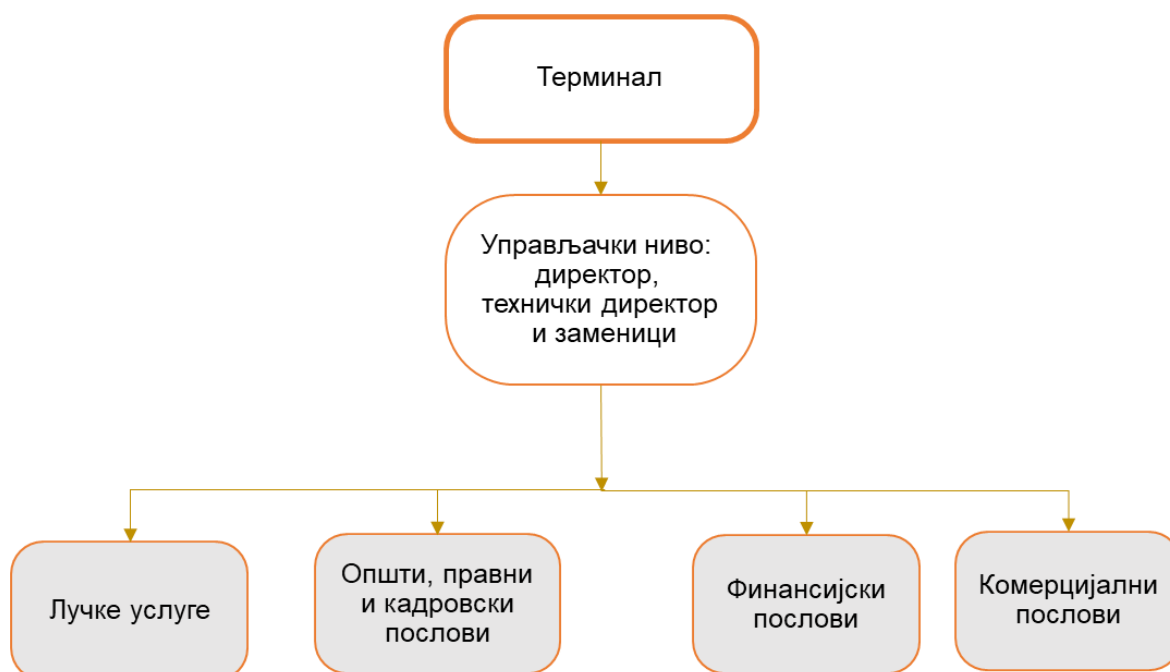 Терминал
Управљачки ниво:
директор,
технички директор
и заменици
Лучке услуге
Општи, правни
и кадровски
послови
Финансијски
послови
Комерцијални
послови